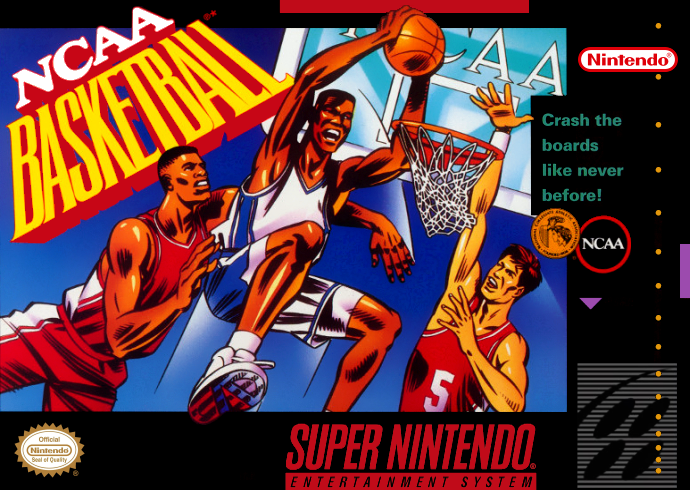 NCAA
BASKETBALL
NCAA
Nintendo®
Crash the
boards
like never
before!
NCAA
5
Official
Nintendo
Seal of Quality
SUPER NINTENDO
ENTERTAINMENT SYSTEM